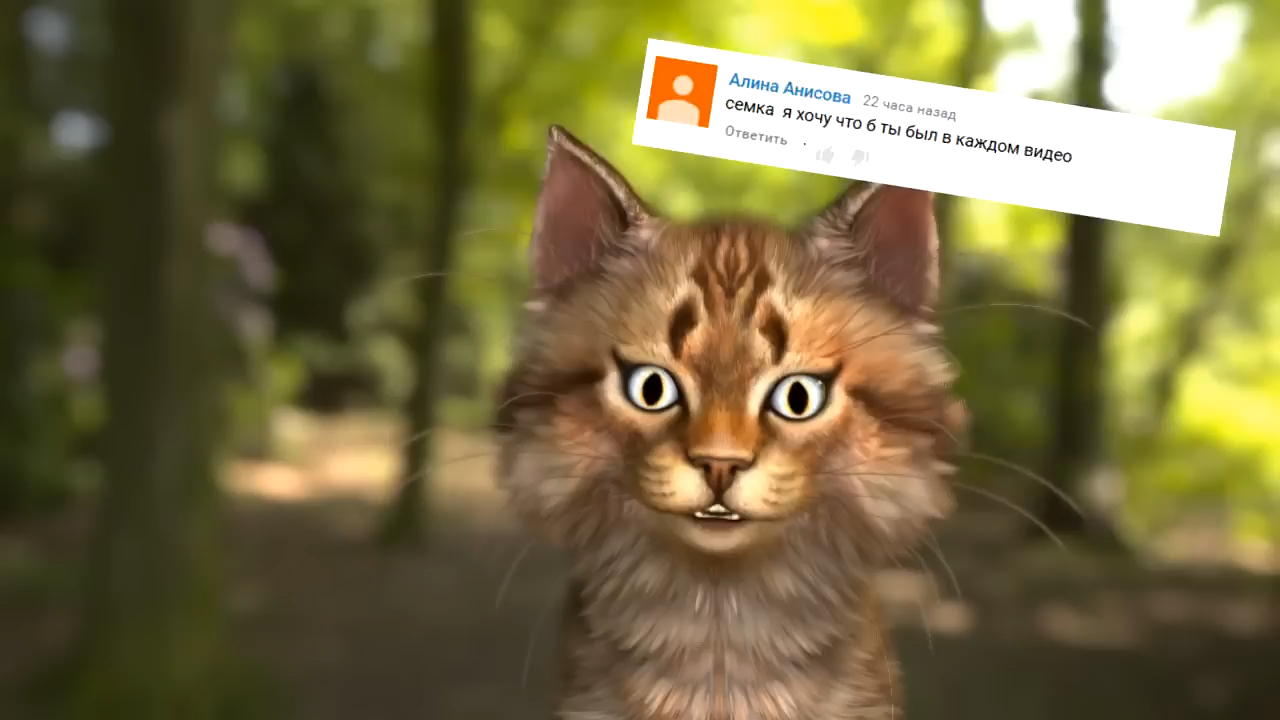 Алина Анисова 22 часа назад
семка я хочу что б ты был в каждом видео
Ответить